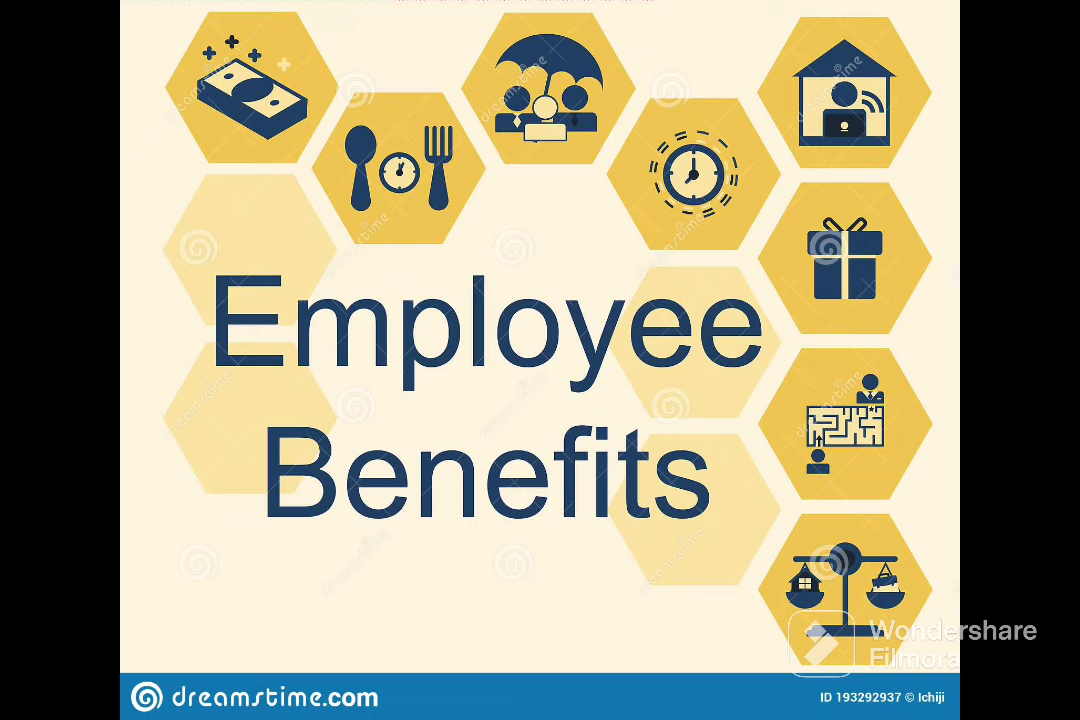 Employee
Benefits
Wondershare
Filmora
dreamstime.com
ID 193292937 © Ichiji